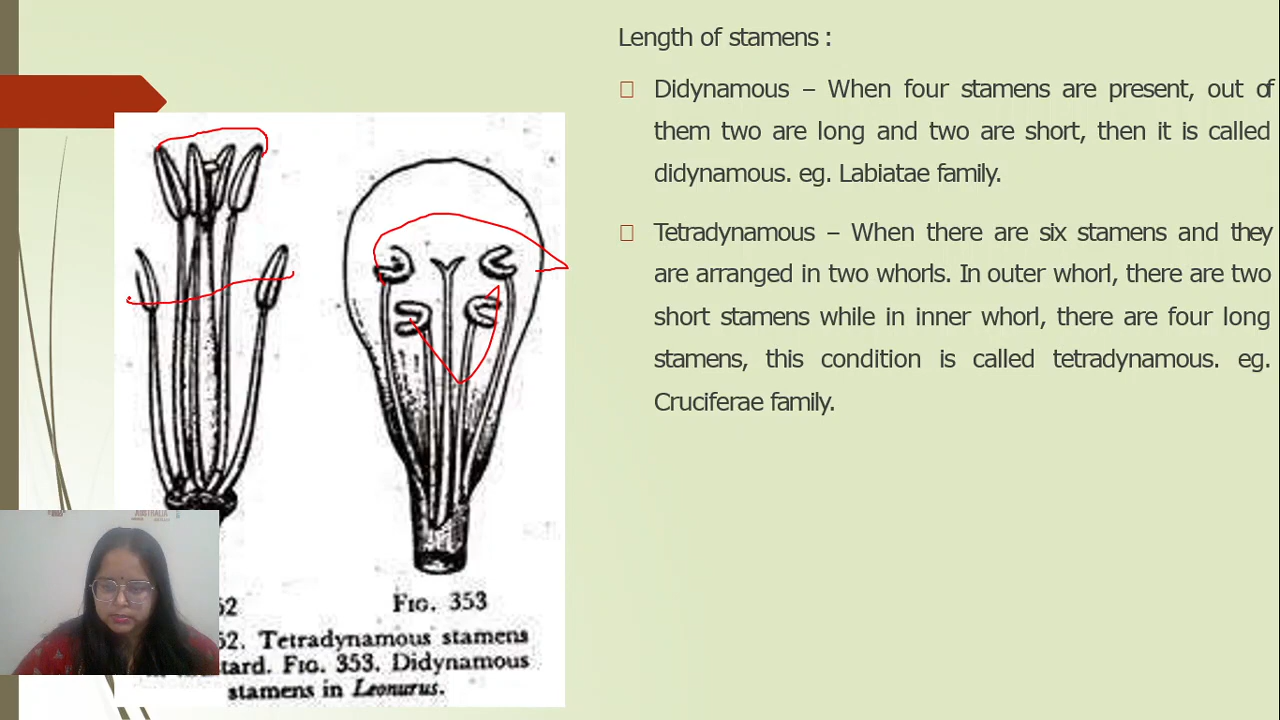 Length of stamens :
Didynamous – When four stamens are present, out of
them two are long and two are short, then it is called
didynamous. eg. Labiatae family.
Tetradynamous – When there are six stamens and they
are arranged in two whorls. In outer whorl, there are two
short stamens while in inner whorl, there are four long
stamens, this condition is called tetradynamous. eg.
Cruciferae family.
FIG. 353
52. Tetradynamous stamens
FIG. 353. Didynamous
stamens in Leonurus.
AUSTRALIA